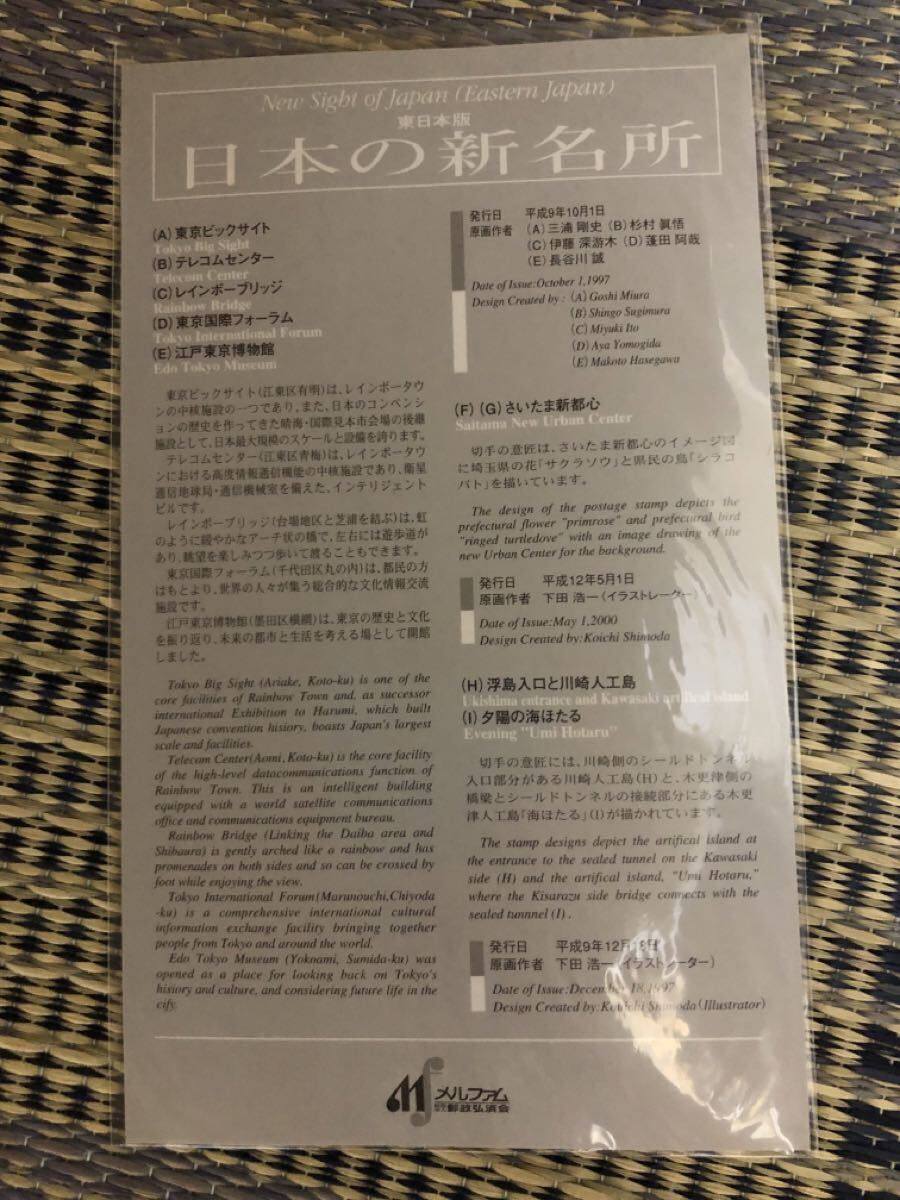 New Sight of Japan (Eastern Japan)
東日本版
日本の新名所
(A)東京ビックサイト
Tokyo Big Sight
(B)テレコムセンター
Telecom Center
(C)レインボーブリッジ
Rainbow Bridge
(D)東京国際フォーラム
Tokyo International Forum
(E)江戸東京博物館
Edo Tokyo Museum
東京ビックサイト(江東区有明)は、レインボータウ
ンの中核施設の一つであり、また、日本のコンベンシ
ョンの歴史を作ってきた晴海・国際見本市会場の後継
施設として、日本最大規模のスケールと設備を誇ります。
テレコムセンター(江東区青梅)は、レインボータウ
ンにおける高度情報通信機能の中核施設であり、衛星
通信地球局・通信機械室を備えた、インテリジェント
ビルです。
レインボーブリッジ(台場地区と芝浦を結ぶ)は、虹
のように緩やかなアーチ状の橋で、左右には遊歩道が
あり、眺望を楽しみつつ歩いて渡ることもできます。
東京国際フォーラム(千代田区丸の内)は、都民の方
はもとより、世界の人々が集う総合的な文化情報交流
施設です。
江戸東京博物館(墨田区横網)は、東京の歴史と文化
を振り返り、未来の都市と生活を考える場として開館
しました。
Tokyo Big Sight (Ariake, Koto-ku) is one of the
core facilities of Rainbow Town and, as successor
international Exhibition to Harumi, which built
Japanese convention hisiory, boasts Japan's largest
scale and facilities.
Telecom Center(Aomi, Koto-ku) is the core facility
of the high-level datacommunications function of
Rainbow Town. This is an intelligent building
equipped with a world satellite communications
office and communications equipment bureau.
Rainbow Bridge (Linking the Daiba area and
Shibaura) is gently arched like a rainbow and has
promenades on both sides and so can be crossed by
foot while enjoying the view.
Tokyo International Forum(Marunouchi,Chiyoda
-ku) is a comprehensive international cultural
information exchange facility bringing together
people from Tokyo and around the world.
Edo Tokyo Museum (Yokoami, Sumida-ku) was
opened as a place for looking back on Tokyo's
hisiory and culture, and considering future life in the
cify.
発行日 平成9年10月1日
原画作者 (A)三浦 剛史 (B)杉村 眞悟
(C)伊藤 深游木 (D)蓬田 阿哉
(E)長谷川 誠
Date of Issue:October 1,1997
Design Created by : (A) Goshi Miura
(B) Shingo Sugimura
(C) Miyuki Ito
(D) Aya Yomogida
(E) Makoto Hasegawa
(F) (G)さいたま新都心
Saitama New Urban Center
切手の意匠は、さいたま新都心のイメージ図
に埼玉県の花「サクラソウ」と県民の鳥「シラコ
バト」を描いています。
The design of the postage stamp depicts the
prefectural flower "primrose" and prefectural bird
"ringed turtledove" with an image drawing of the
new Urban Center for the background.
発行日 平成12年5月1日
原画作者 下田 浩一(イラストレーター)
Date of Issue:May 1,2000
Design Created by:Koichi Shimoda
(H)浮島入口と川崎人工島
Ukishima entrance and Kawasaki artifical island
(I)夕陽の海ほたる
Evening "Umi Hotaru"
切手の意匠には、川崎側のシールドトンネル
入口部分がある川崎人工島(H)と、木更津側の
橋梁とシールドトンネルの接続部分にある木更
津人工島「海ほたる」(I)が描かれています。
The stamp designs depict the artifical island at
the entrance to the sealed tunnel on the Kawasaki
side (H) and the artifical island, "Umi Hotaru,"
where the Kisarazu side bridge connects with the
sealed tunnnel (I) .
発行日 平成9年12月18日
原画作者 下田 浩一(イラストレーター)
Date of Issue:December 18,1997
Design Created by:Kouichi Shimoda(Illustrator)
メルファム
郵政弘済会